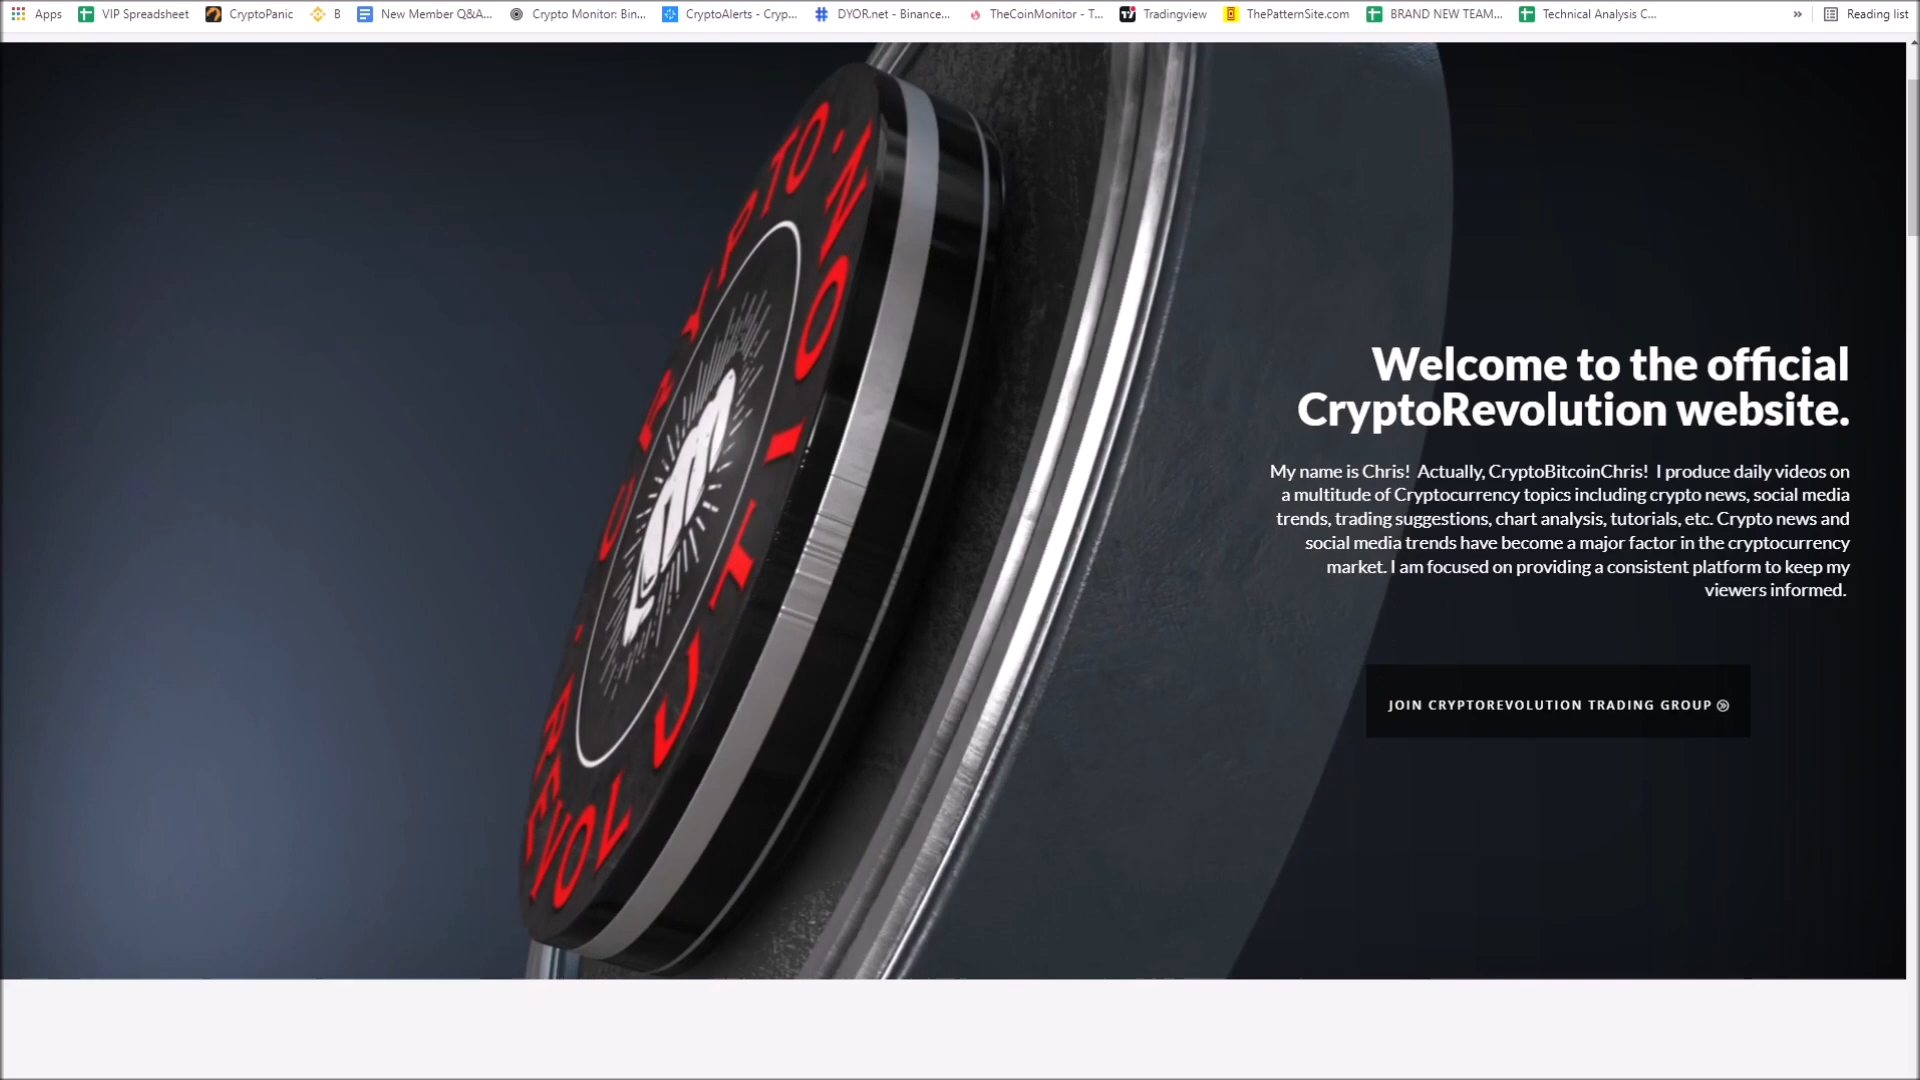 Apps VIP Spreadsheet CryptoPanic B New Member Q&A... Crypto Monitor: Bin... CryptoAlerts - Cryp... DYOR.net - Binance... TheCoinMonitor - T... Tradingview ThePatternSite.com BRAND NEW TEAM... Technical Analysis C... » Reading list
CRYPTO
REVOLUTION
Welcome to the official
CryptoRevolution website.
My name is Chris! Actually, CryptoBitcoinChris! I produce daily videos on
a multitude of Cryptocurrency topics including crypto news, social media
trends, trading suggestions, chart analysis, tutorials, etc. Crypto news and
social media trends have become a major factor in the cryptocurrency
market. I am focused on providing a consistent platform to keep my
viewers informed.
JOIN CRYPTOREVOLUTION TRADING GROUP